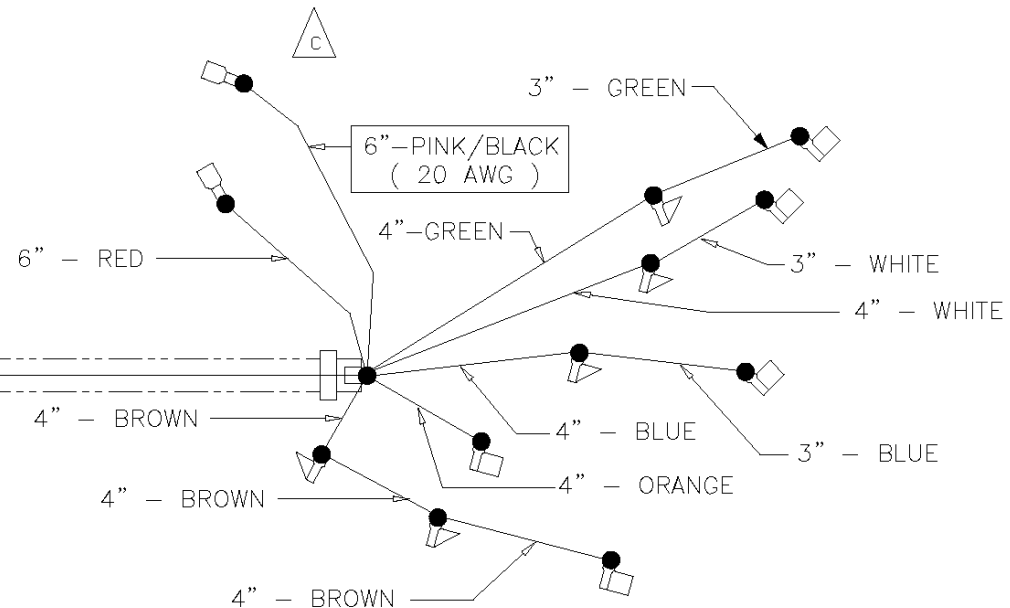 C
3” – GREEN
6”–PINK/BLACK
( 20 AWG )
4”–GREEN
6” – RED
3” – WHITE
4” – WHITE
4” – BROWN
4” – BLUE
3” – BLUE
4” – ORANGE
4” – BROWN
4” – BROWN